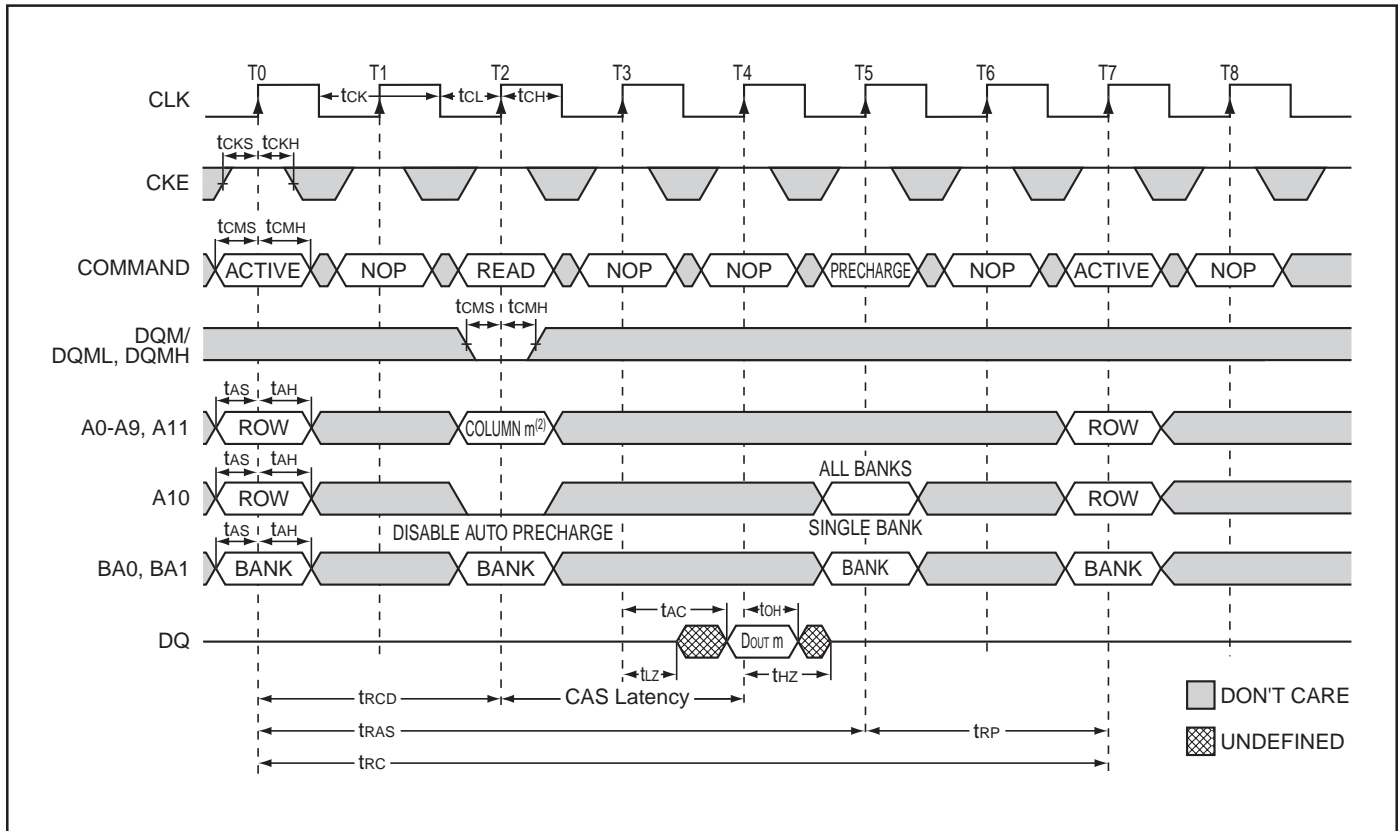 T0 T1 T2 T3 T4 T5 T6 T7 T8
CLK tCK tCL tCH
tCKS tCKH
CKE
tCMS tCMH
COMMAND ACTIVE NOP READ NOP NOP PRECHARGE NOP ACTIVE NOP
tCMS tCMH
DQM/
DQML, DQMH
tAS tAH
A0-A9, A11 ROW COLUMN m(2) ROW
tAS tAH ALL BANKS
A10 ROW ROW
tAS tAH DISABLE AUTO PRECHARGE SINGLE BANK
BA0, BA1 BANK BANK BANK BANK
tAC tOH
DQ DOUT m
tLZ tHZ
tRCD CAS Latency
DON'T CARE
tRAS tRP
UNDEFINED
tRC